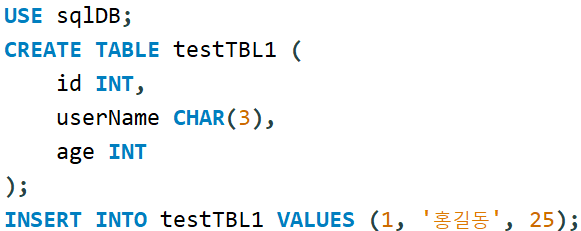 USE sqlDB;
CREATE TABLE testTBL1 (
    id INT,
    userName CHAR(3),
    age INT
);
INSERT INTO testTBL1 VALUES (1, '홍길동', 25);